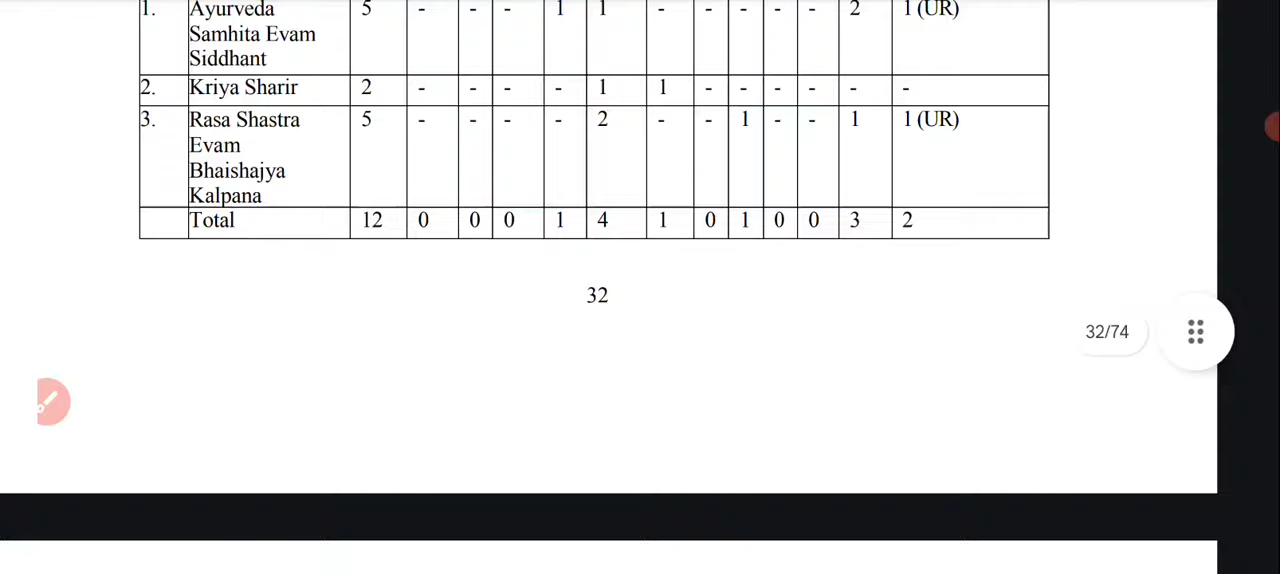 1. Ayurveda 5 - - - 1 1 - - - - - 2 1 (UR)
Samhita Evam
Siddhant
2. Kriya Sharir 2 - - - - 1 1 - - - - - -
3. Rasa Shastra 5 - - - - 2 - - 1 - - 1 1 (UR)
Evam
Bhaishajya
Kalpana
Total 12 0 0 0 1 4 1 0 1 0 0 3 2
32
32/74